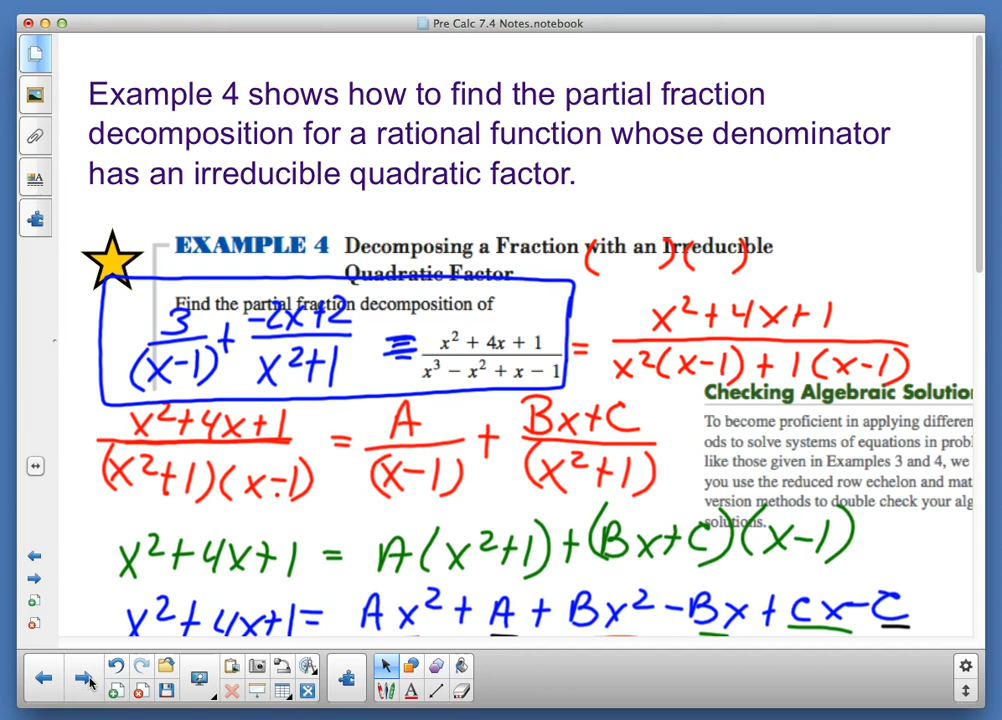 Pre Calc 7.4 Notes.notebook
Example 4 shows how to find the partial fraction
decomposition for a rational function whose denominator
has an irreducible quadratic factor.
EXAMPLE 4 Decomposing a Fraction with an Irreducible
Quadratic Factor
( )( )
Find the partial fraction decomposition of
3/(x-1) + -2x+2/x²+1 ≡ x² + 4x + 1/x³ − x² + x − 1 = x²+4x+1/x²(x-1)+1(x-1)
Checking Algebraic Solutio
To become proficient in applying differen
ods to solve systems of equations in prob
like those given in Examples 3 and 4, we
you use the reduced row echelon and mat
version methods to double check your alg
solutions.
x²+4x+1/(x²+1)(x-1) = A/(x-1) + Bx+C/(x²+1)
x²+4x+1 = A(x²+1)+(Bx+C)(x-1)
x²+4x+1= Ax²+A+Bx²-Bx+Cx-C
A